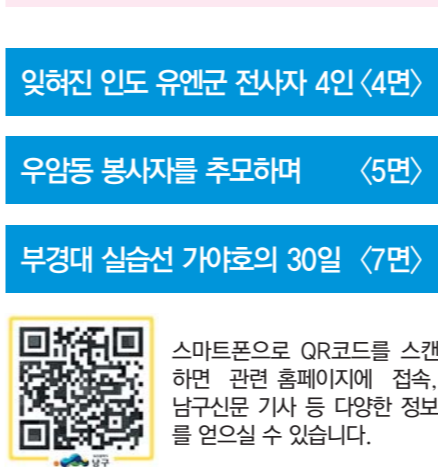 잊혀진 인도 유엔군 전사자 4인 〈4면〉
우암동 봉사자를 추모하며 〈5면〉
부경대 실습선 가야호의 30일 〈7면〉
스마트폰으로 QR코드를 스캔
하면 관련 홈페이지에 접속,
남구신문 기사 등 다양한 정보
를 얻으실 수 있습니다.
남구